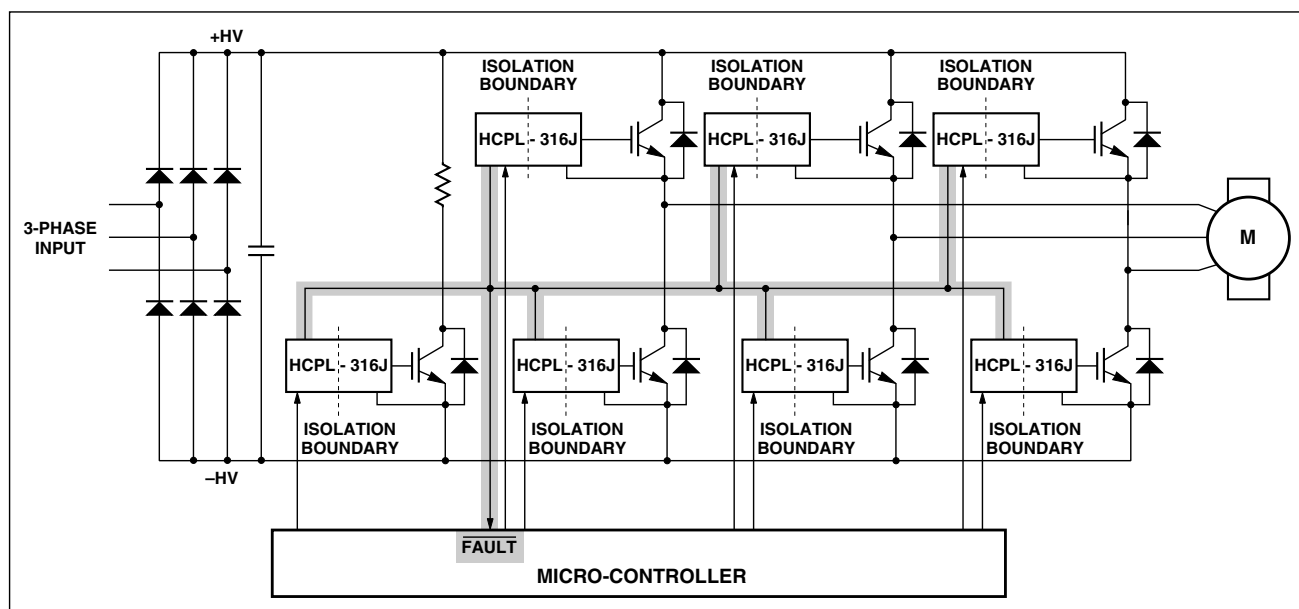 +HV
ISOLATION
BOUNDARY
ISOLATION
BOUNDARY
ISOLATION
BOUNDARY
HCPL - 316J
HCPL - 316J
HCPL - 316J
3-PHASE
INPUT
M
HCPL - 316J
HCPL - 316J
HCPL - 316J
HCPL - 316J
ISOLATION
BOUNDARY
ISOLATION
BOUNDARY
ISOLATION
BOUNDARY
ISOLATION
BOUNDARY
–HV
FAULT
MICRO-CONTROLLER